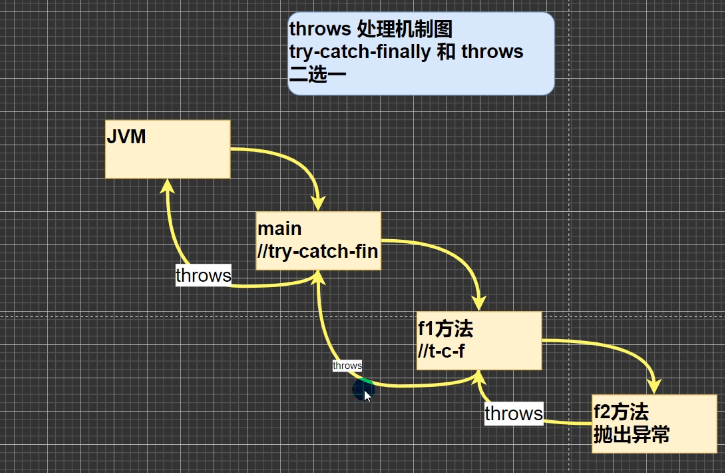 throws 处理机制图
try-catch-finally 和 throws
二选一
JVM
main
//try-catch-fin
throws
f1方法
//t-c-f
throws
f2方法
抛出异常
throws